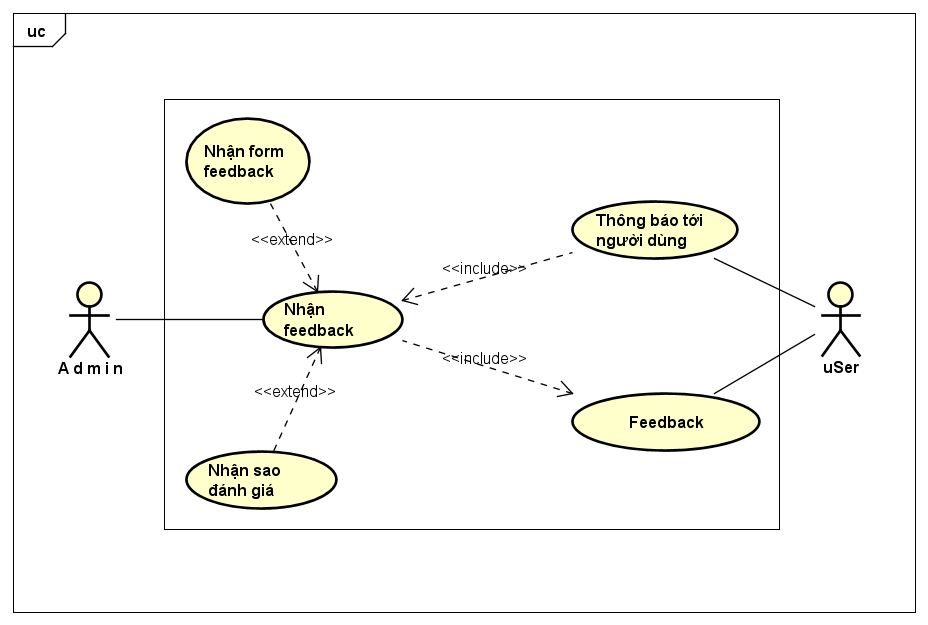 uc
Nhận form
feedback
Thông báo tới
người dùng
<<extend>>
<<include>>
Nhận
feedback
<<include>>
Admin
uSer
<<extend>>
Feedback
Nhận sao
đánh giá